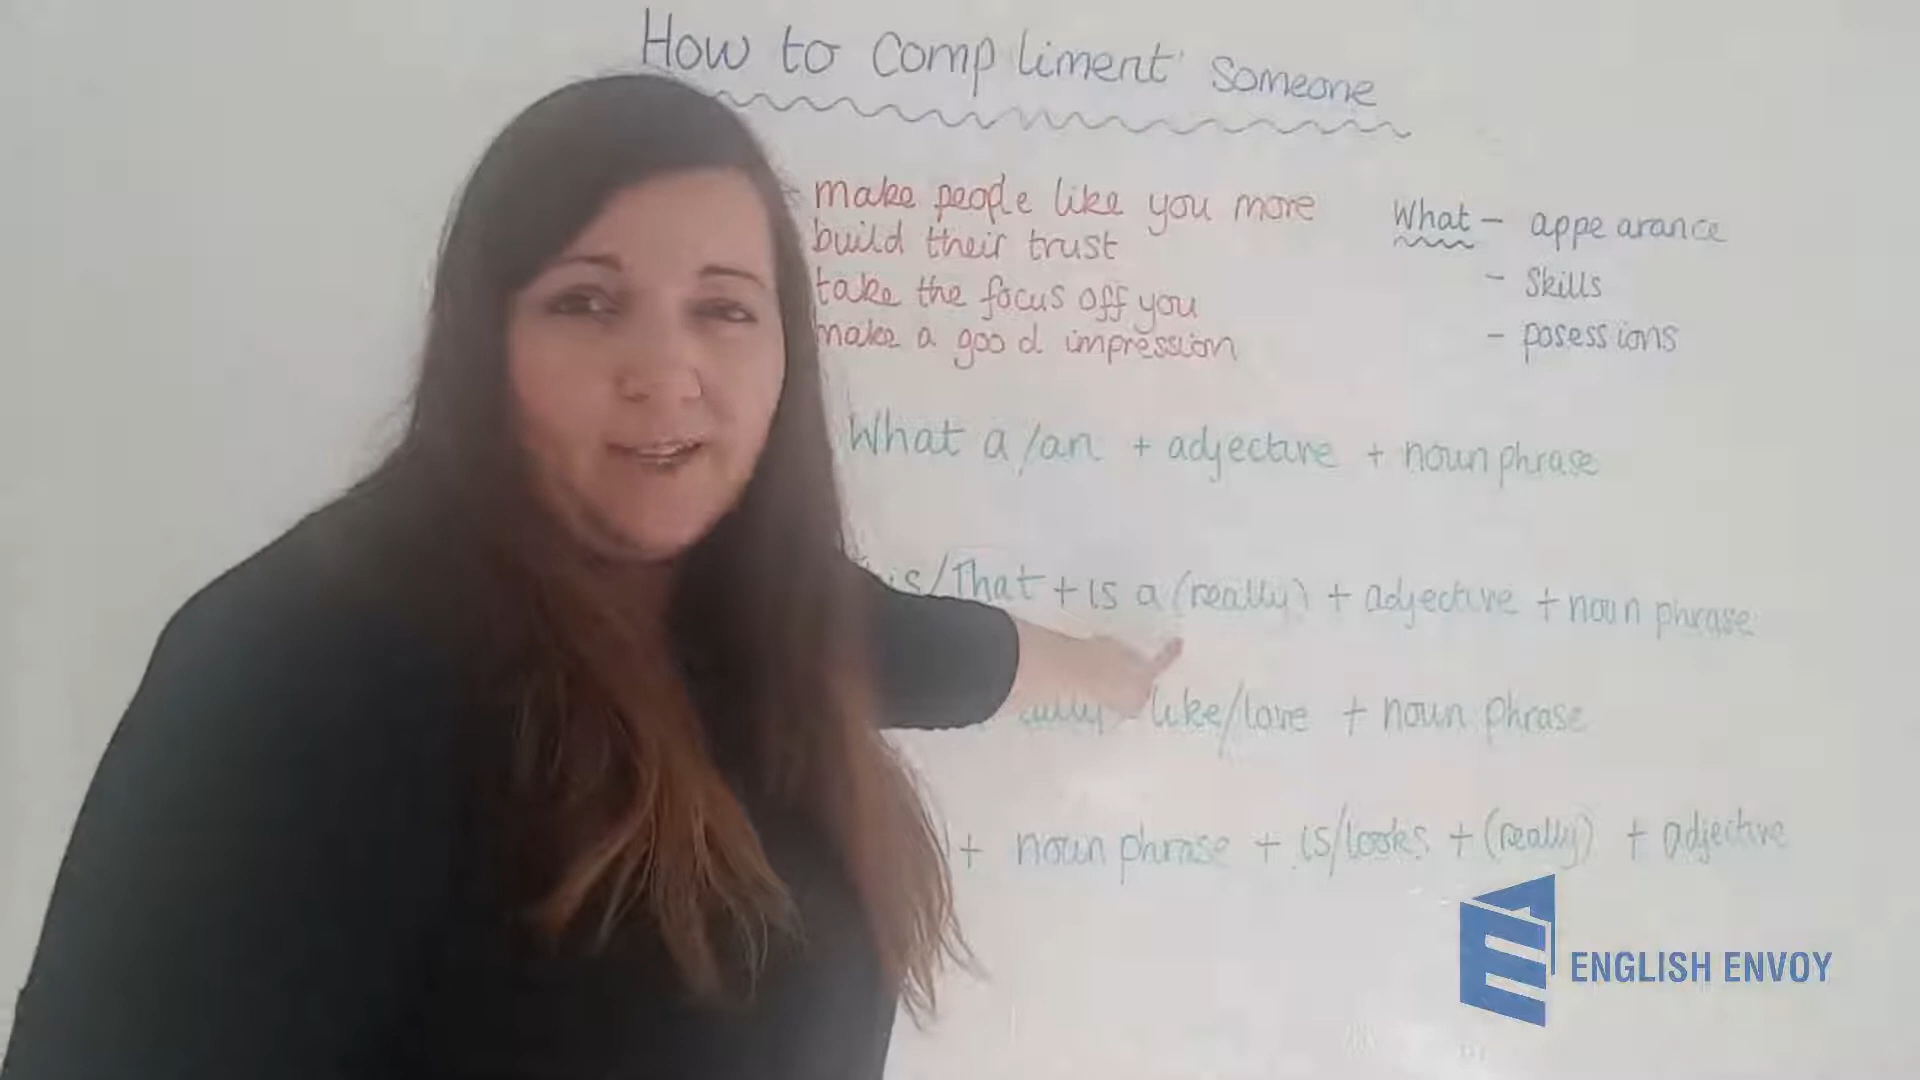 How to compliment someone
make people like you more
build their trust
take the focus off you
make a good impression
What - appearance
- Skills
- posessions
What a/an + adjective + noun phrase
/That + is a (really) + adjective + noun phrase
like/love + noun phrase
+ noun phrase + is/looks + (really) + adjective
ENGLISH ENVOY